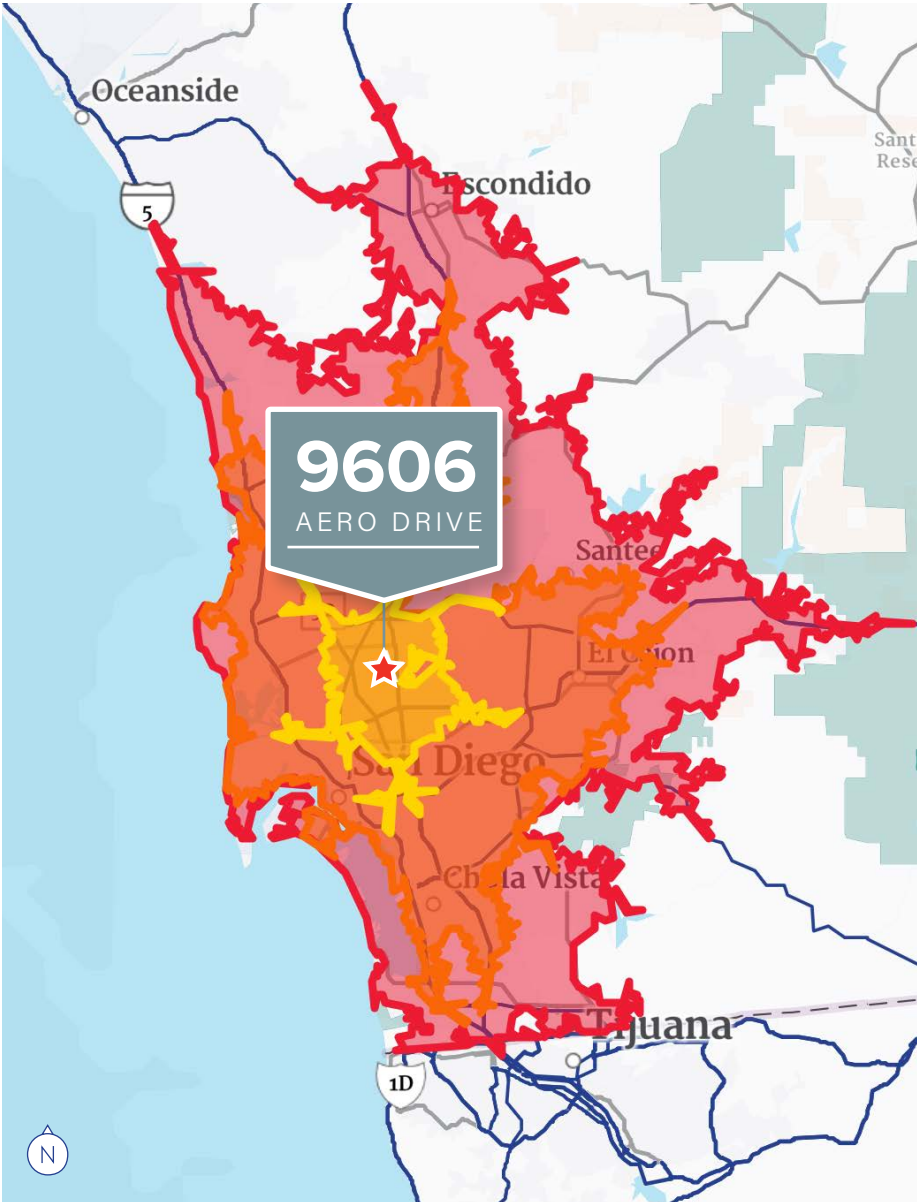 Oceanside
5
Escondido
Sant
Rese
9606
AERO DRIVE
Santee
El Cajon
San Diego
Chula Vista
Tijuana
1D
N